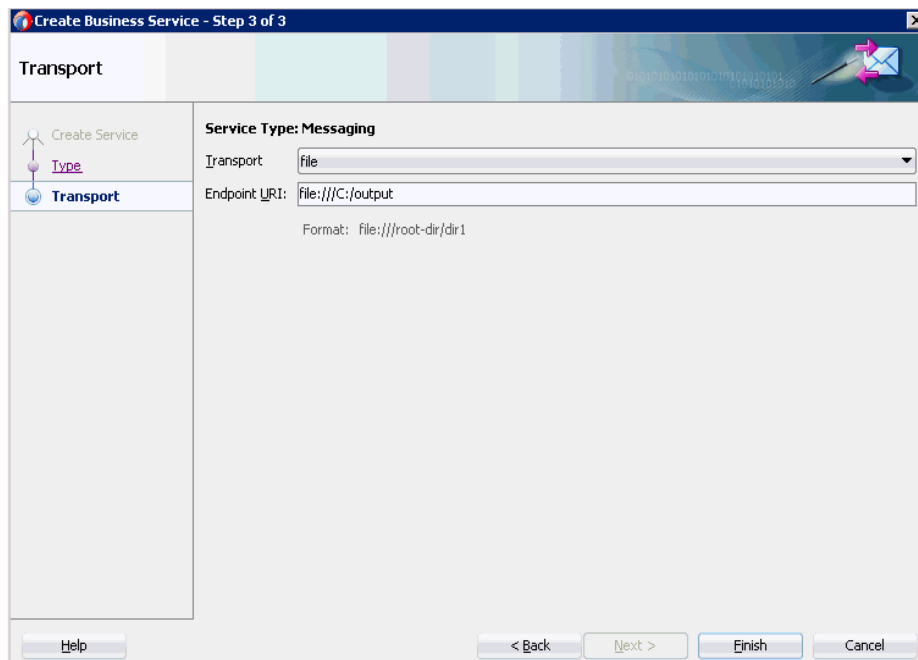 Create Business Service - Step 3 of 3
Transport
Create Service
Type
Transport
Service Type: Messaging
Transport file
Endpoint URI: file:///C:/output
Format: file:///root-dir/dir1
Help < Back Next > Finish Cancel